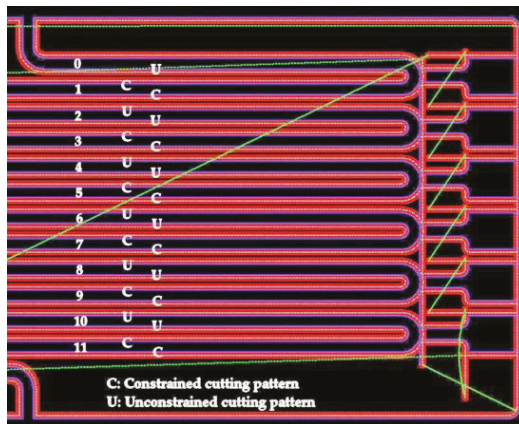 0 U
1 C C
2 U U
3 C C
4 U U
5 C C
6 U U
7 C C
8 U U
9 C C
10 U U
11 C C
C: Constrained cutting pattern
U: Unconstrained cutting pattern